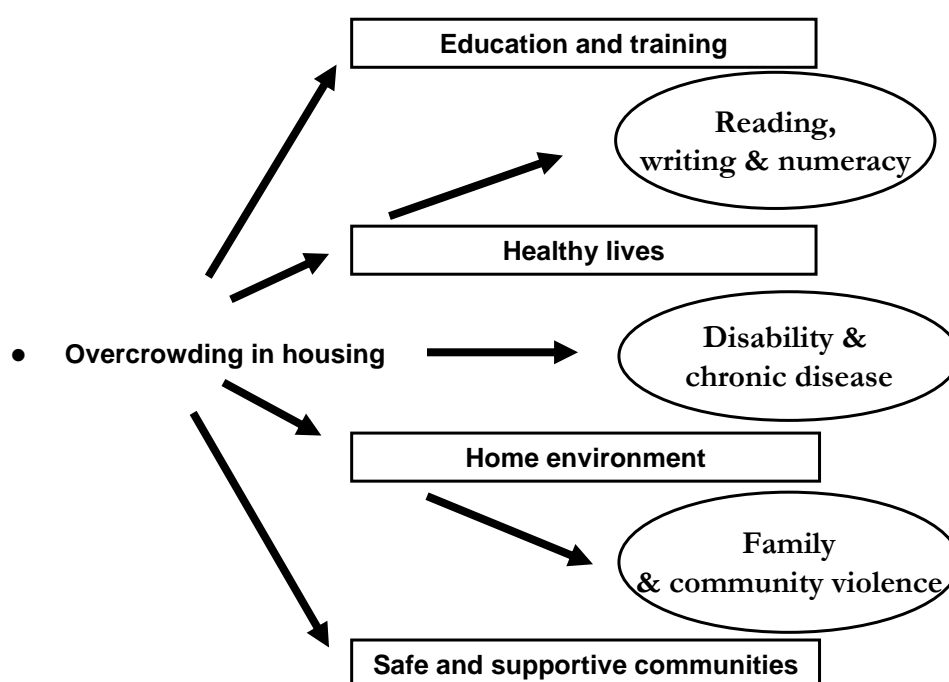 Education and training
Reading,
writing & numeracy
Healthy lives
Disability &
• Overcrowding in housing
chronic disease
Home environment
Family
& community violence
Safe and supportive communities